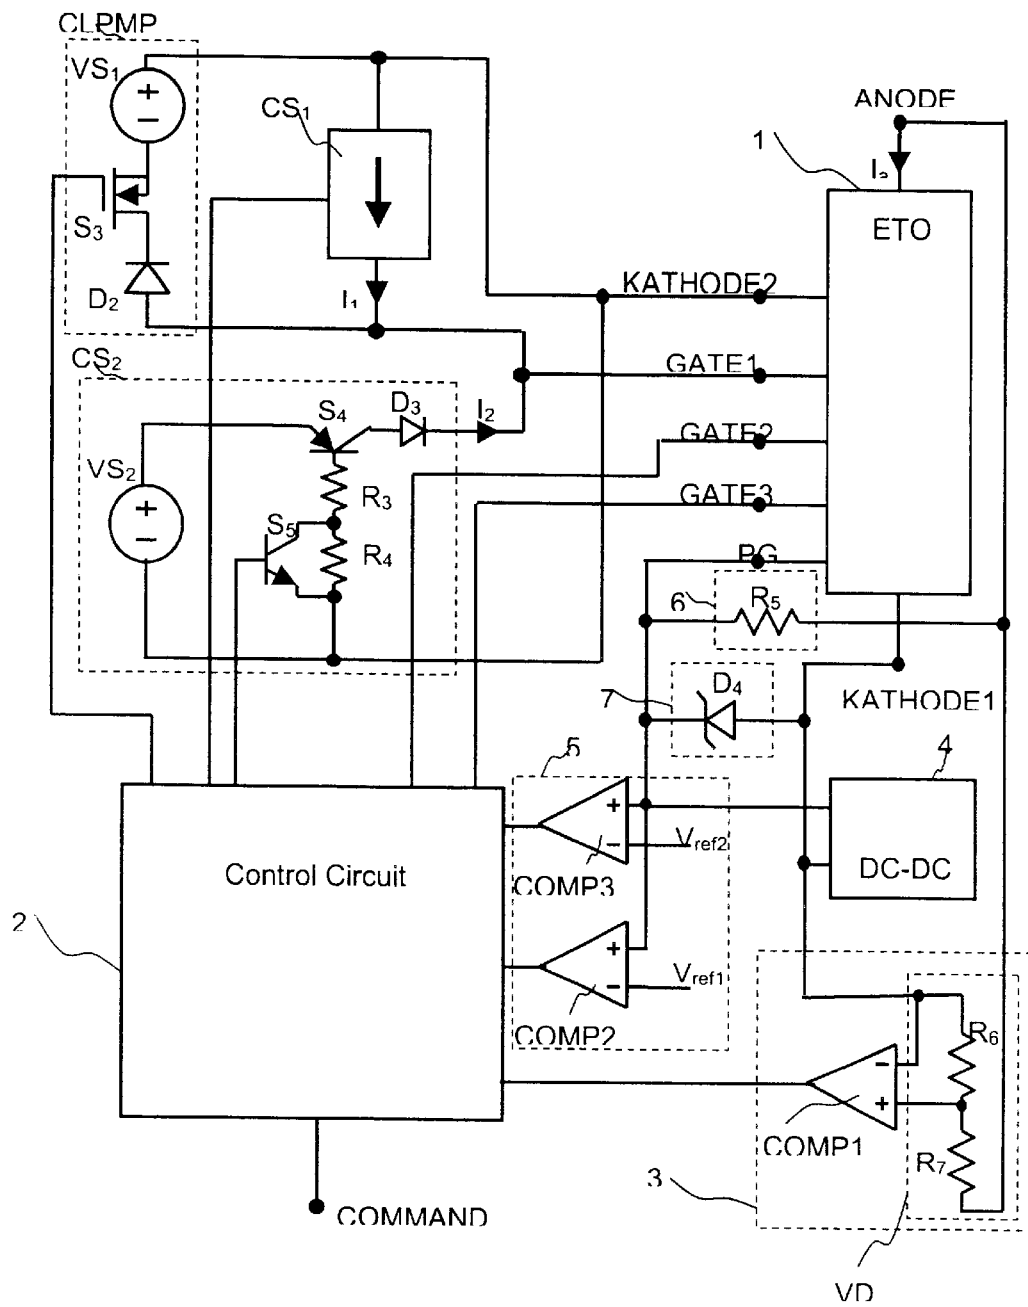 CLPMP
VS1
+
−
S3
D2
CS1
I1
ANODE
1
Ia
ETO
KATHODE2
GATE1
GATE2
GATE3
PG
CS2
S4
D3
I2
VS2
+
−
R3
S5
R4
6
R5
7
D4
KATHODE1
5
4
+
−
Vref2
COMP3
DC-DC
Control Circuit
2
+
−
Vref1
COMP2
R6
−
+
COMP1
R7
3
COMMAND
VD